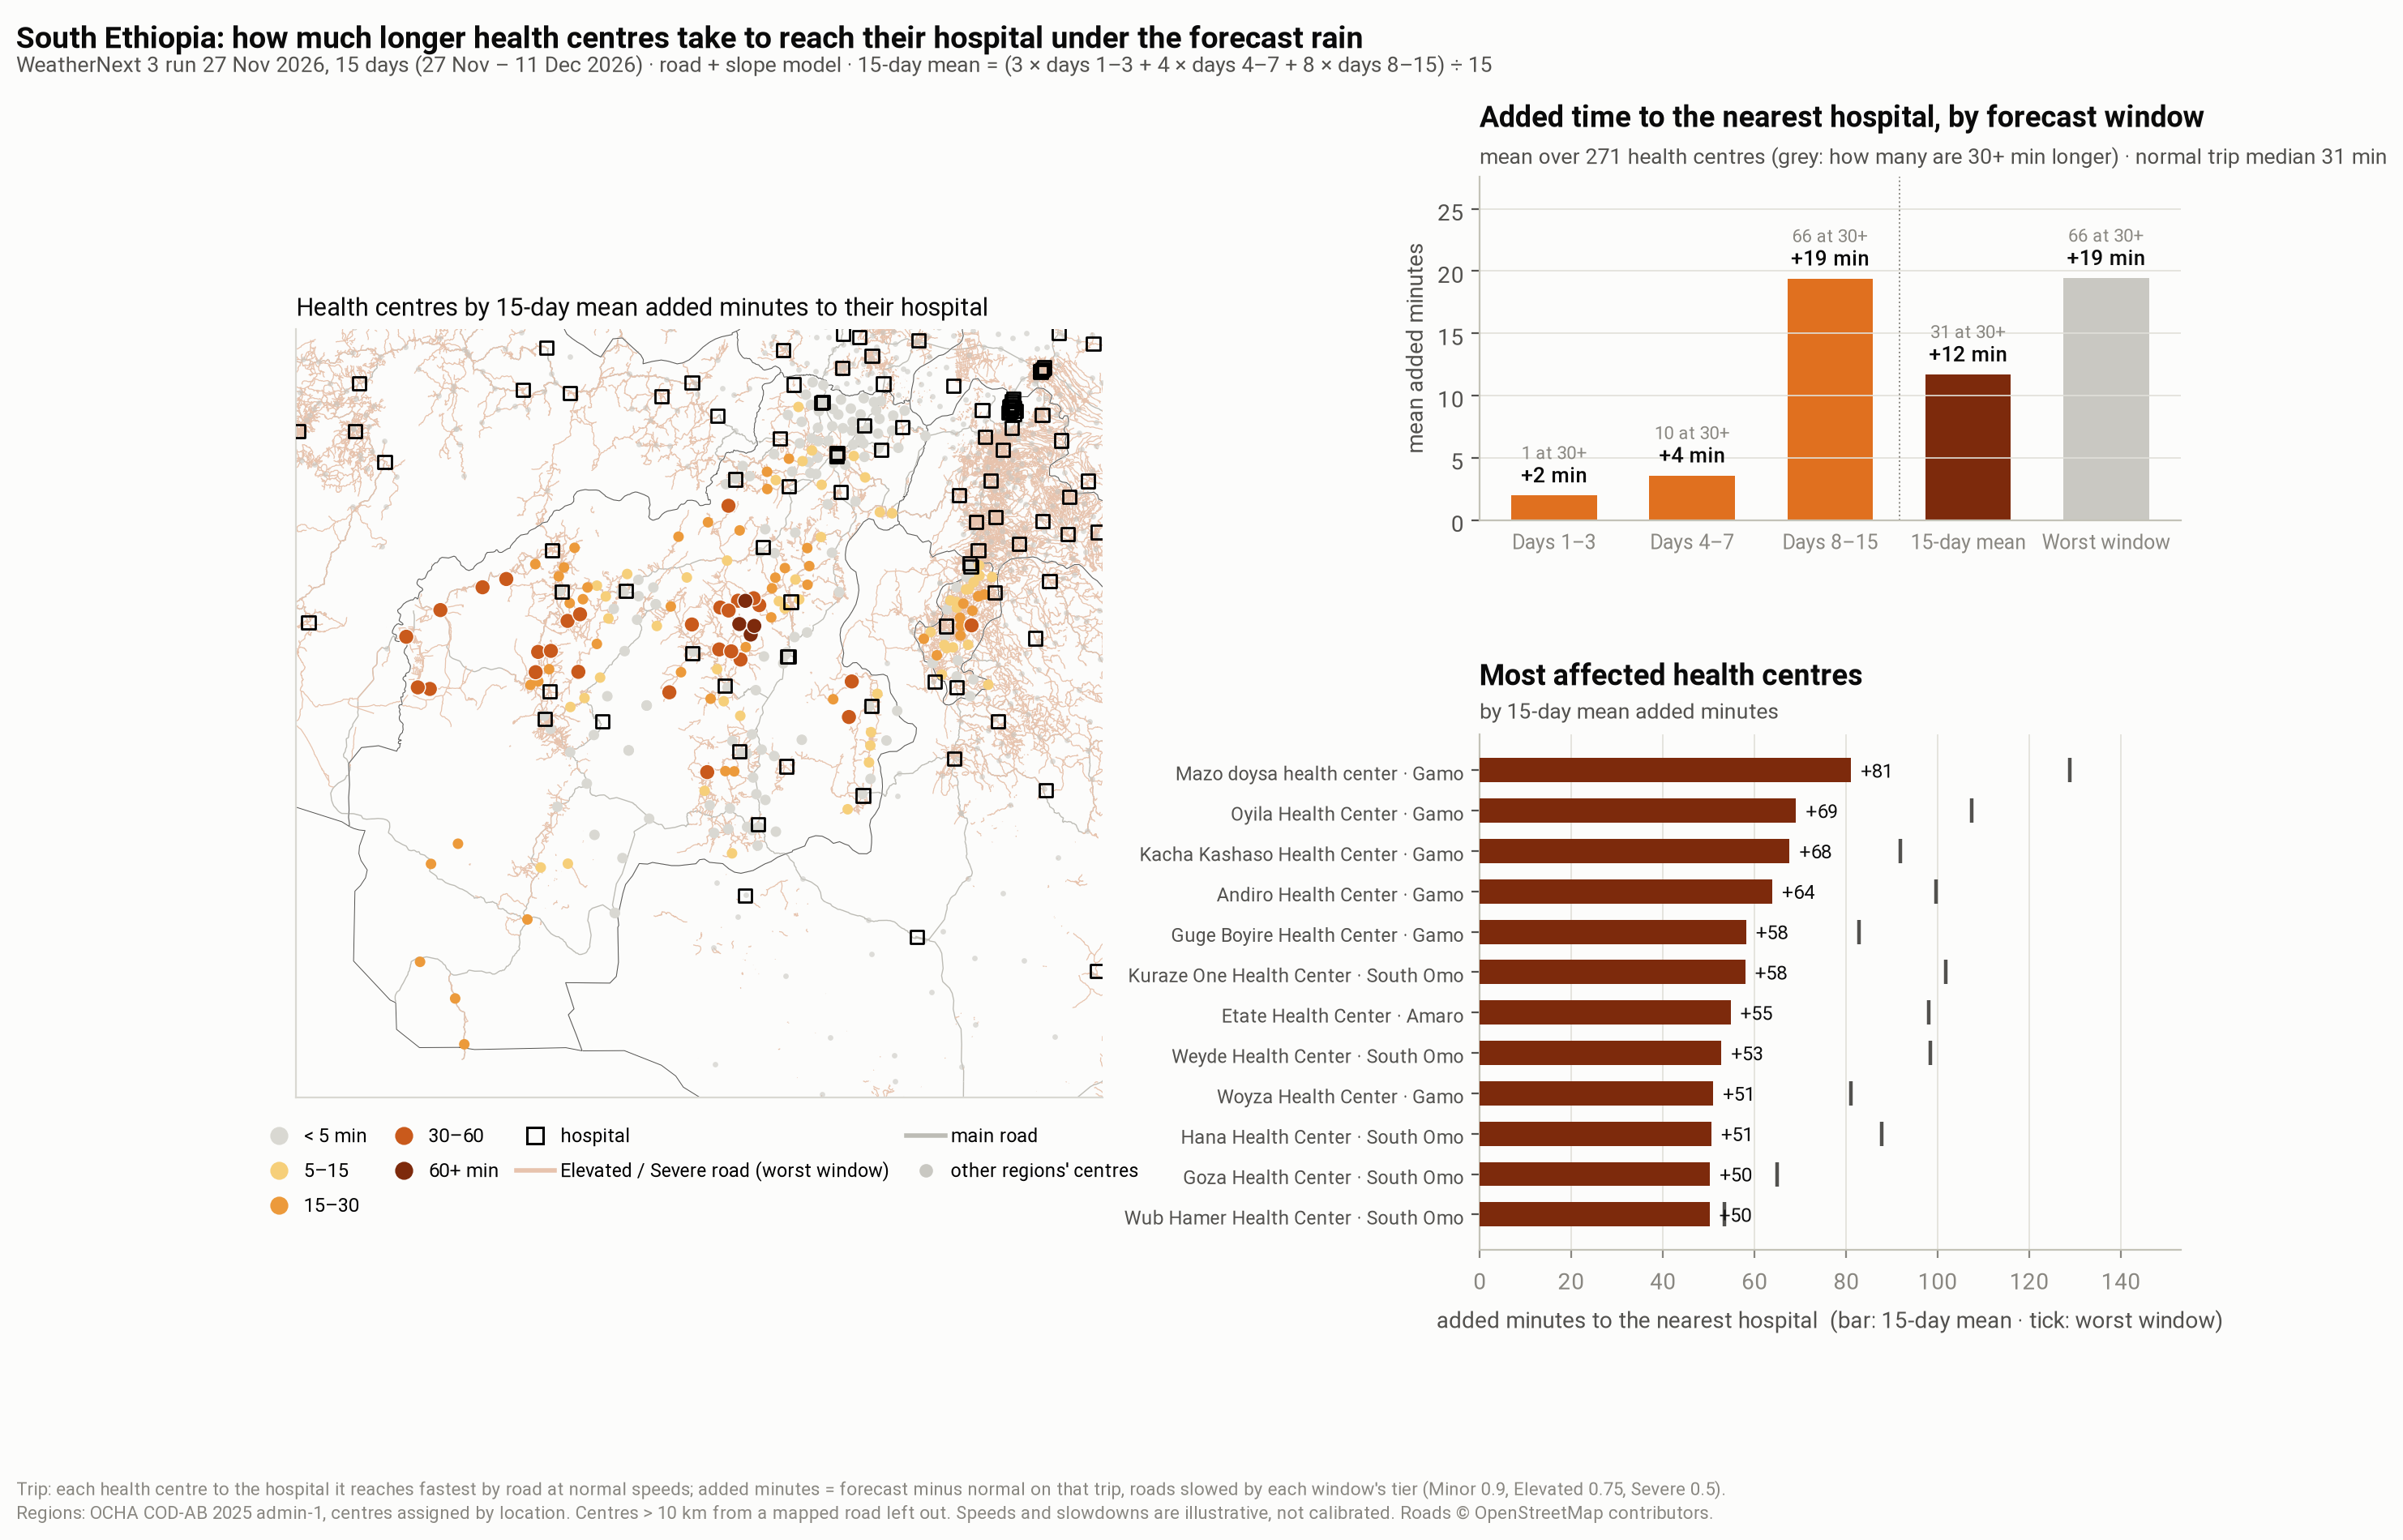 South Ethiopia: how much longer health centres take to reach their hospital under the forecast rain
WeatherNext 3 run 27 Nov 2026, 15 days (27 Nov – 11 Dec 2026) · road + slope model · 15-day mean = (3 × days 1–3 + 4 × days 4–7 + 8 × days 8–15) ÷ 15
Health centres by 15-day mean added minutes to their hospital
< 5 min
5–15
15–30
30–60
60+ min
hospital
Elevated / Severe road (worst window)
main road
other regions' centres
Added time to the nearest hospital, by forecast window
mean over 271 health centres (grey: how many are 30+ min longer) · normal trip median 31 min
mean added minutes
25
20
15
10
5
0
1 at 30+
+2 min
10 at 30+
+4 min
66 at 30+
+19 min
31 at 30+
+12 min
66 at 30+
+19 min
Days 1–3
Days 4–7
Days 8–15
15-day mean
Worst window
Most affected health centres
by 15-day mean added minutes
Mazo doysa health center · Gamo
+81
Oyila Health Center · Gamo
+69
Kacha Kashaso Health Center · Gamo
+68
Andiro Health Center · Gamo
+64
Guge Boyire Health Center · Gamo
+58
Kuraze One Health Center · South Omo
+58
Etate Health Center · Amaro
+55
Weyde Health Center · South Omo
+53
Woyza Health Center · Gamo
+51
Hana Health Center · South Omo
+51
Goza Health Center · South Omo
+50
Wub Hamer Health Center · South Omo
+50
0
20
40
60
80
100
120
140
added minutes to the nearest hospital (bar: 15-day mean · tick: worst window)
Trip: each health centre to the hospital it reaches fastest by road at normal speeds; added minutes = forecast minus normal on that trip, roads slowed by each window's tier (Minor 0.9, Elevated 0.75, Severe 0.5).
Regions: OCHA COD-AB 2025 admin-1, centres assigned by location. Centres > 10 km from a mapped road left out. Speeds and slowdowns are illustrative, not calibrated. Roads © OpenStreetMap contributors.